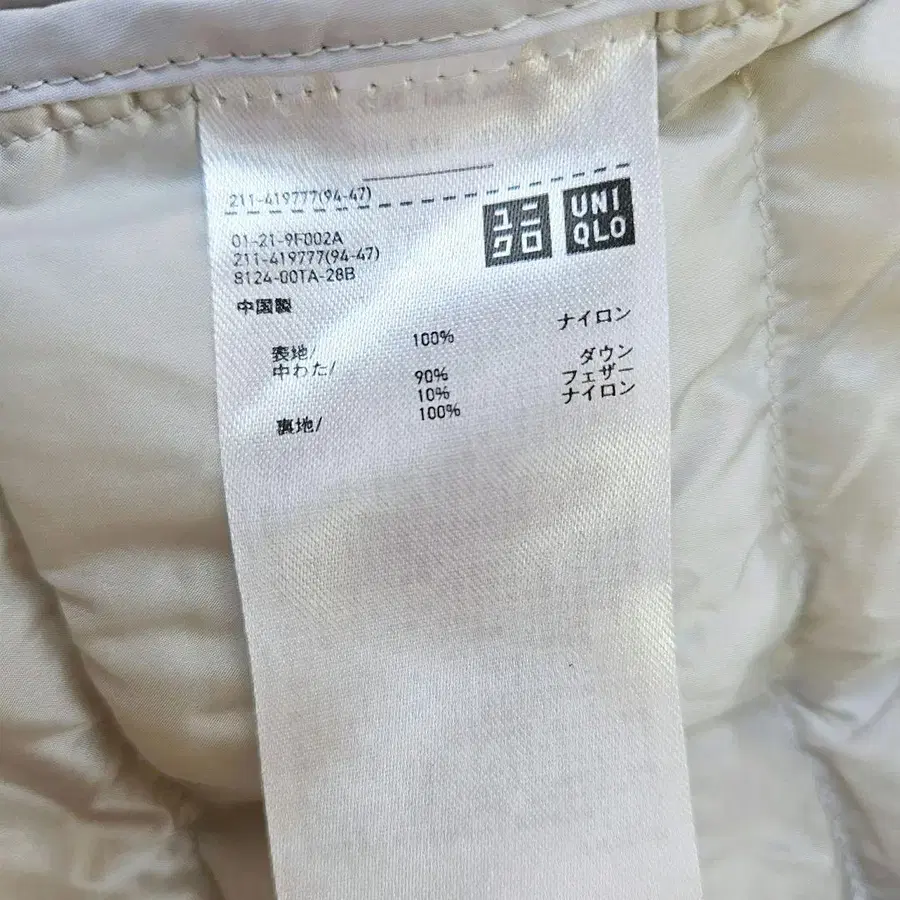 211-419777(94-47)
ユニ
クロ
UNI
QLO
01-21-9F002A
211-419777(94-47)
8124-00TA-28B
中国製
表地/ 100% ナイロン
中わた/ 90% ダウン
10% フェザー
裏地/ 100% ナイロン